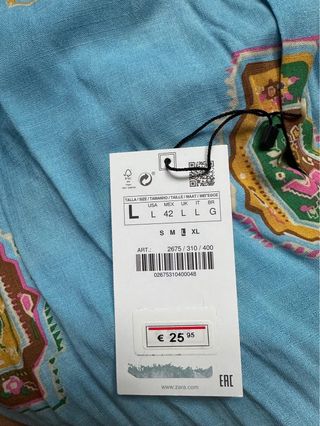 TALLA / SIZE / TAMANHO / TAILLE / MAAT / BEDEN
L
USA MEX UK IT BR
L 42 L L G
S M L XL
ART.: 2675 / 310 / 400
02675310400048
€ 25 95
www.zara.com
EAC